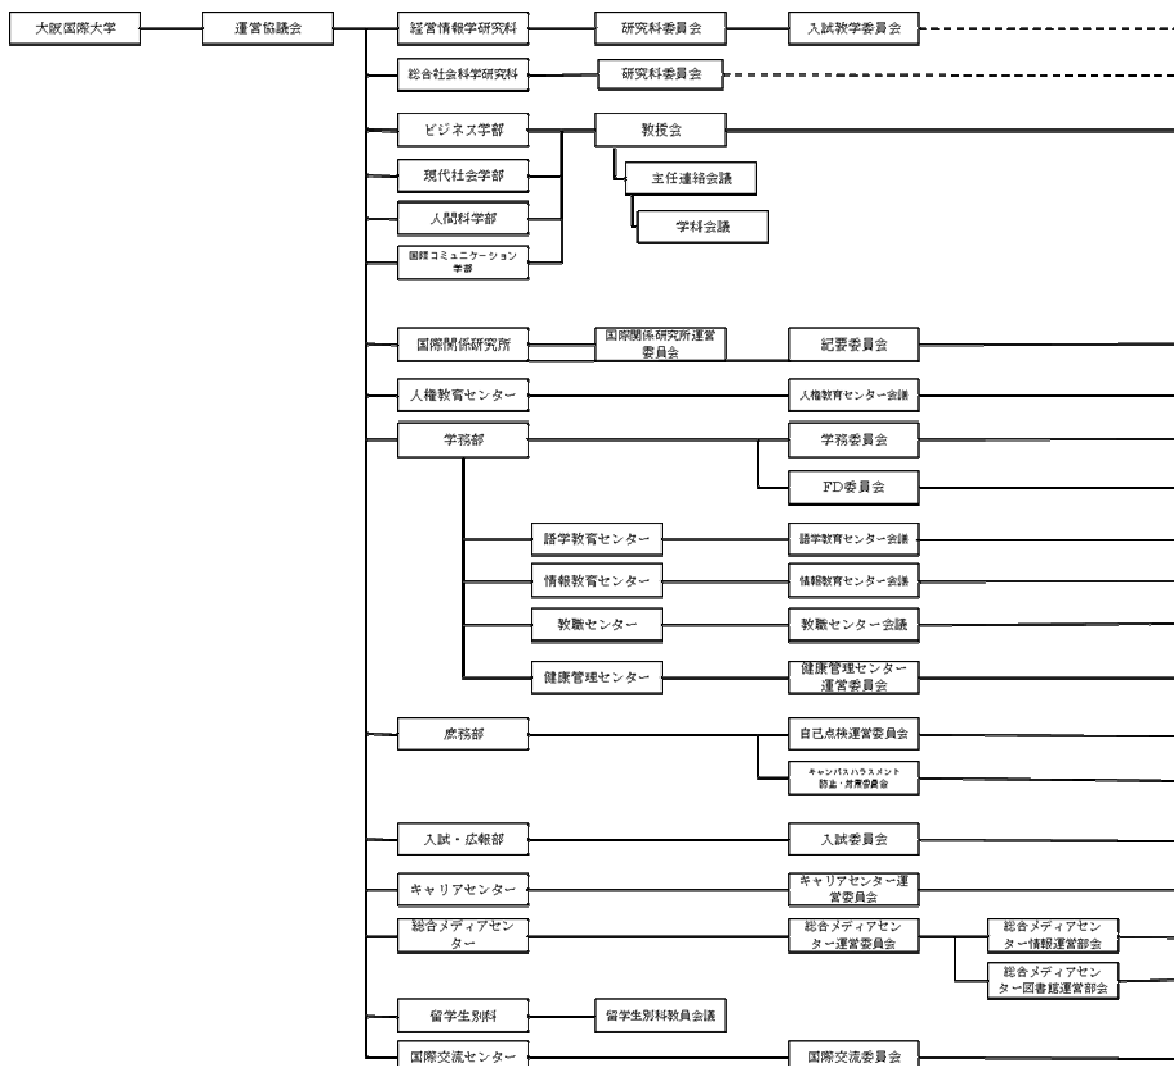 大阪国際大学
運営協議会
経営情報学研究科
研究科委員会
入試教学委員会
総合社会科学研究科
研究科委員会
ビジネス学部
教授会
現代社会学部
主任連絡会議
人間科学部
学科会議
国際コミュニケーション
学部
国際関係研究所
国際関係研究所運営
委員会
紀要委員会
人権教育センター
人権教育センター会議
学務部
学務委員会
FD委員会
語学教育センター
語学教育センター会議
情報教育センター
情報教育センター会議
教職センター
教職センター会議
健康管理センター
健康管理センター
運営委員会
庶務部
自己点検運営委員会
キャンパスハラスメント
防止・対策委員会
入試・広報部
入試委員会
キャリアセンター
キャリアセンター運
営委員会
総合メディアセン
ター
総合メディアセン
ター運営委員会
総合メディアセン
ター情報運営部会
総合メディアセン
ター図書館運営部会
留学生別科
留学生別科教員会議
国際交流センター
国際交流委員会